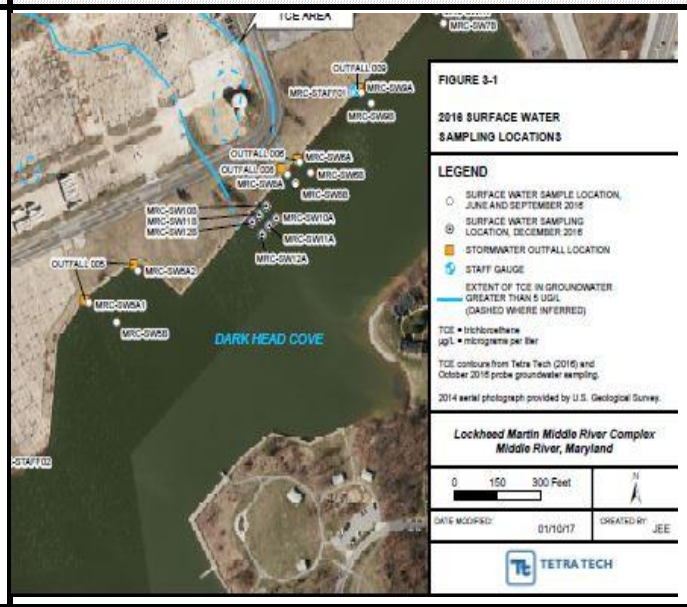 TCE AREA
MRC-SW7B
OUTFALL 009
MRC-STAFF01
MRC-SW9A
MRC-SW9B
OUTFALL 006
MRC-SW6A
OUTFALL 008
MRC-SW6B
MRC-SW8A
MRC-SW8B
MRC-SW10B
MRC-SW11B
MRC-SW10A
MRC-SW12B
MRC-SW11A
MRC-SW12A
OUTFALL 005
MRC-SW5A2
MRC-SW5A1
MRC-SW5B
DARK HEAD COVE
-STAFF02
FIGURE 3-1
2016 SURFACE WATER
SAMPLING LOCATIONS
LEGEND
SURFACE WATER SAMPLE LOCATION,
JUNE AND SEPTEMBER 2016
SURFACE WATER SAMPLING
LOCATION, DECEMBER 2016
STORMWATER OUTFALL LOCATION
STAFF GAUGE
EXTENT OF TCE IN GROUNDWATER
GREATER THAN 5 UG/L
(DASHED WHERE INFERRED)
TCE = trichloroethene
µg/L = micrograms per liter
TCE contours from Tetra Tech (2016) and
October 2016 probe groundwater sampling.
2014 aerial photograph provided by U.S. Geological Survey.
Lockheed Martin Middle River Complex
Middle River, Maryland
0 150 300 Feet
N
DATE MODIFIED: 01/10/17
CREATED BY: JEE
Tt TETRA TECH